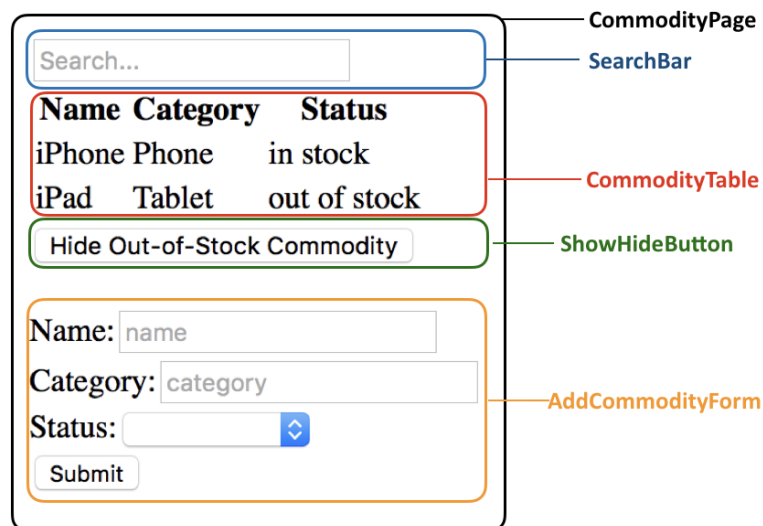 CommodityPage
Search...
SearchBar
Name Category Status
iPhone Phone in stock
iPad Tablet out of stock
CommodityTable
Hide Out-of-Stock Commodity
ShowHideButton
Name: name
Category: category
AddCommodityForm
Status:
Submit